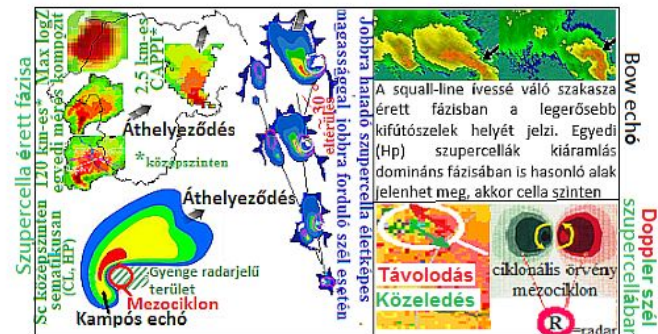 Szupercella érett fázisa
Max logZ
kompozit
120 km-es*
egyedi mérés
2,5 km-es
CAPPI*
Áthelyeződés
*középszinten
Sc középszinten
sematikusan
(CL, HP)
Áthelyeződés
Gyenge radarjelű
terület
Mezociklon
Kampós echó
eltérülés
~30°
magassággal jobbra forduló szél esetén
Jobbra haladó szupercella életképes
Bow echó
A squall-line ívessé váló szakasza
érett fázisban a legerősebb
kifútószelek helyét jelzi. Egyedi
(Hp) szupercellák kiáramlás
domináns fázisában is hasonló alak
jelenhet meg, akkor cella szinten
Távolodás
Közeledés
ciklonális örvény
mezociklon
R
=radar
Doppler szél
szupercellában